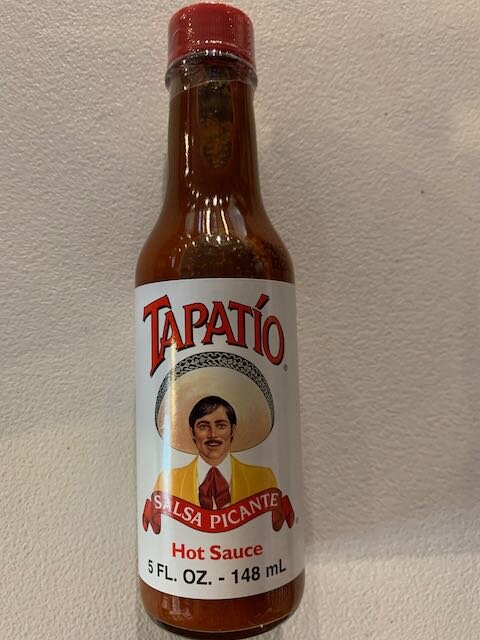 TAPATÍO
®
SALSA PICANTE
®
Hot Sauce
5 FL. OZ. - 148 mL